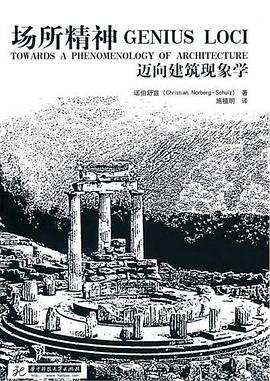 场所精神 GENIUS LOCI
TOWARDS A PHENOMENOLOGY OF ARCHITECTURE
迈向建筑现象学
诺伯舒兹 (Christian Norberg-Schulz) 著
施植明 译
华中科技大学出版社